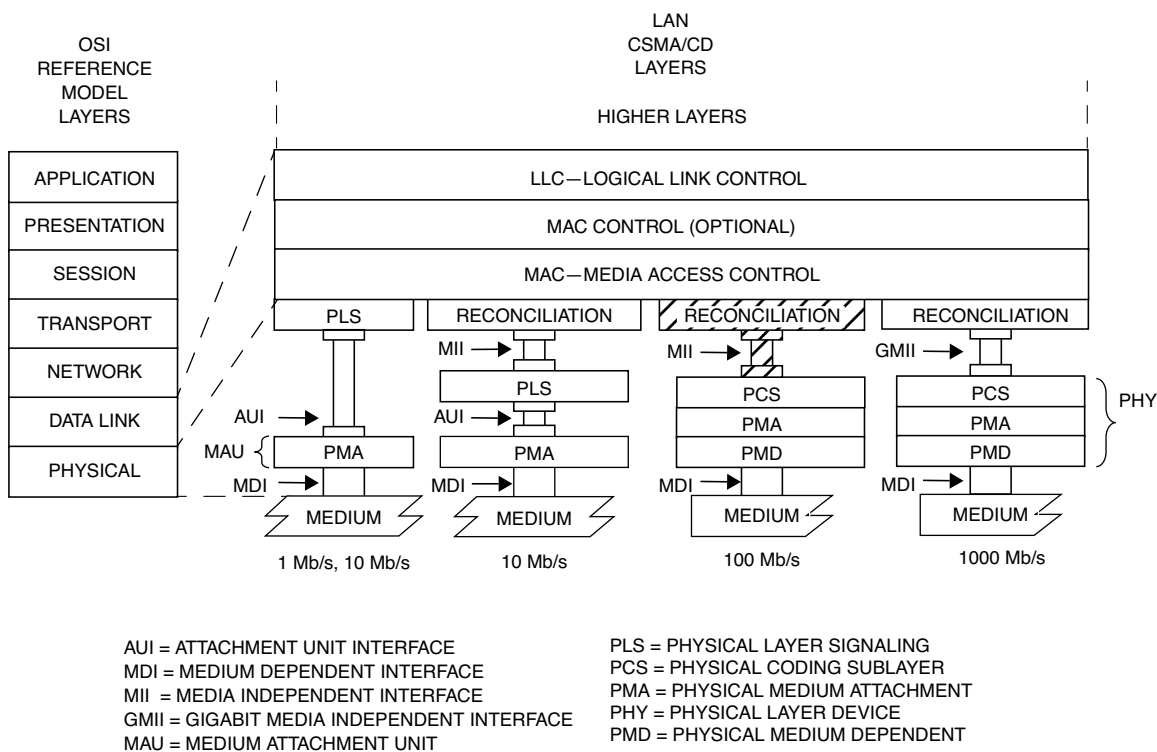 OSI
REFERENCE
MODEL
LAYERS
LAN
CSMA/CD
LAYERS
HIGHER LAYERS
APPLICATION
PRESENTATION
SESSION
TRANSPORT
NETWORK
DATA LINK
PHYSICAL
LLC—LOGICAL LINK CONTROL
MAC CONTROL (OPTIONAL)
MAC—MEDIA ACCESS CONTROL
PLS
AUI
MAU
PMA
MDI
MEDIUM
1 Mb/s, 10 Mb/s
RECONCILIATION
MII
PLS
AUI
PMA
MDI
MEDIUM
10 Mb/s
RECONCILIATION
MII
PCS
PMA
PMD
MDI
MEDIUM
100 Mb/s
RECONCILIATION
GMII
PCS
PMA
PMD
PHY
MDI
MEDIUM
1000 Mb/s
AUI = ATTACHMENT UNIT INTERFACE
MDI = MEDIUM DEPENDENT INTERFACE
MII = MEDIA INDEPENDENT INTERFACE
GMII = GIGABIT MEDIA INDEPENDENT INTERFACE
MAU = MEDIUM ATTACHMENT UNIT
PLS = PHYSICAL LAYER SIGNALING
PCS = PHYSICAL CODING SUBLAYER
PMA = PHYSICAL MEDIUM ATTACHMENT
PHY = PHYSICAL LAYER DEVICE
PMD = PHYSICAL MEDIUM DEPENDENT